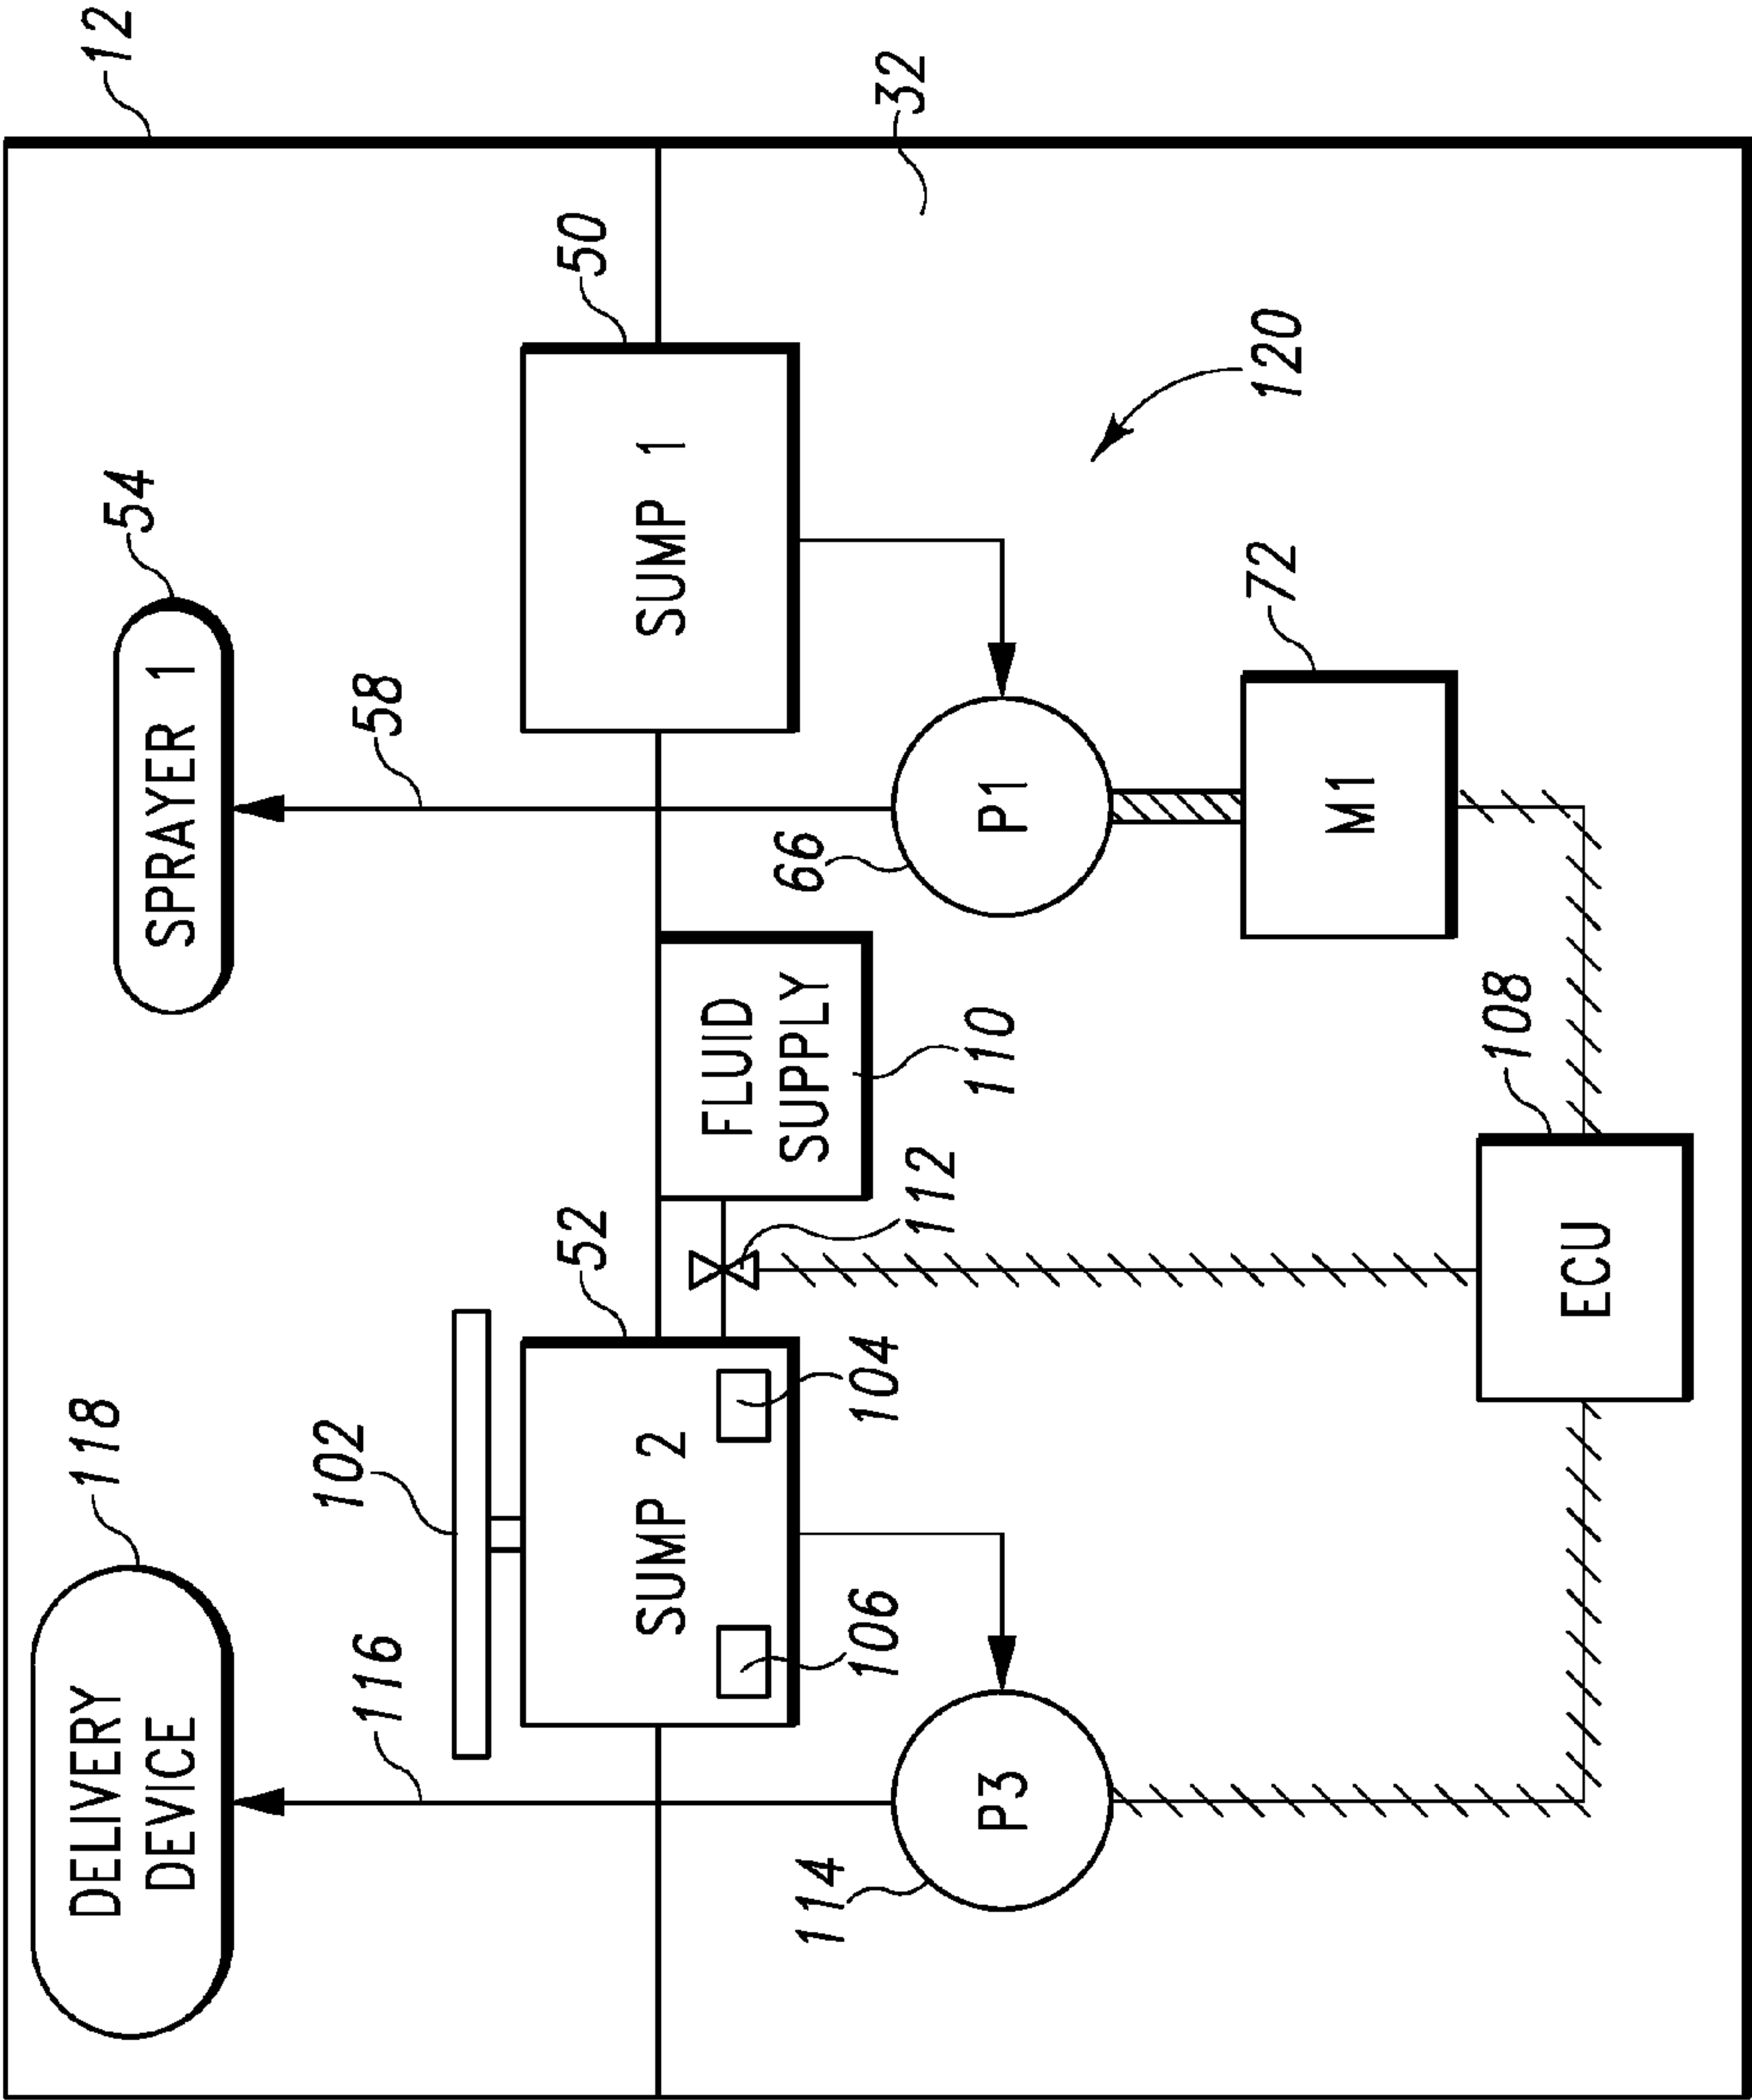 118
DELIVERY
DEVICE
54
SPRAYER 1
12
102
116
58
52
50
SUMP 2
SUMP 1
106
104
FLUID
SUPPLY
110
112
66
32
114
P3
P1
120
M1
72
108
ECU